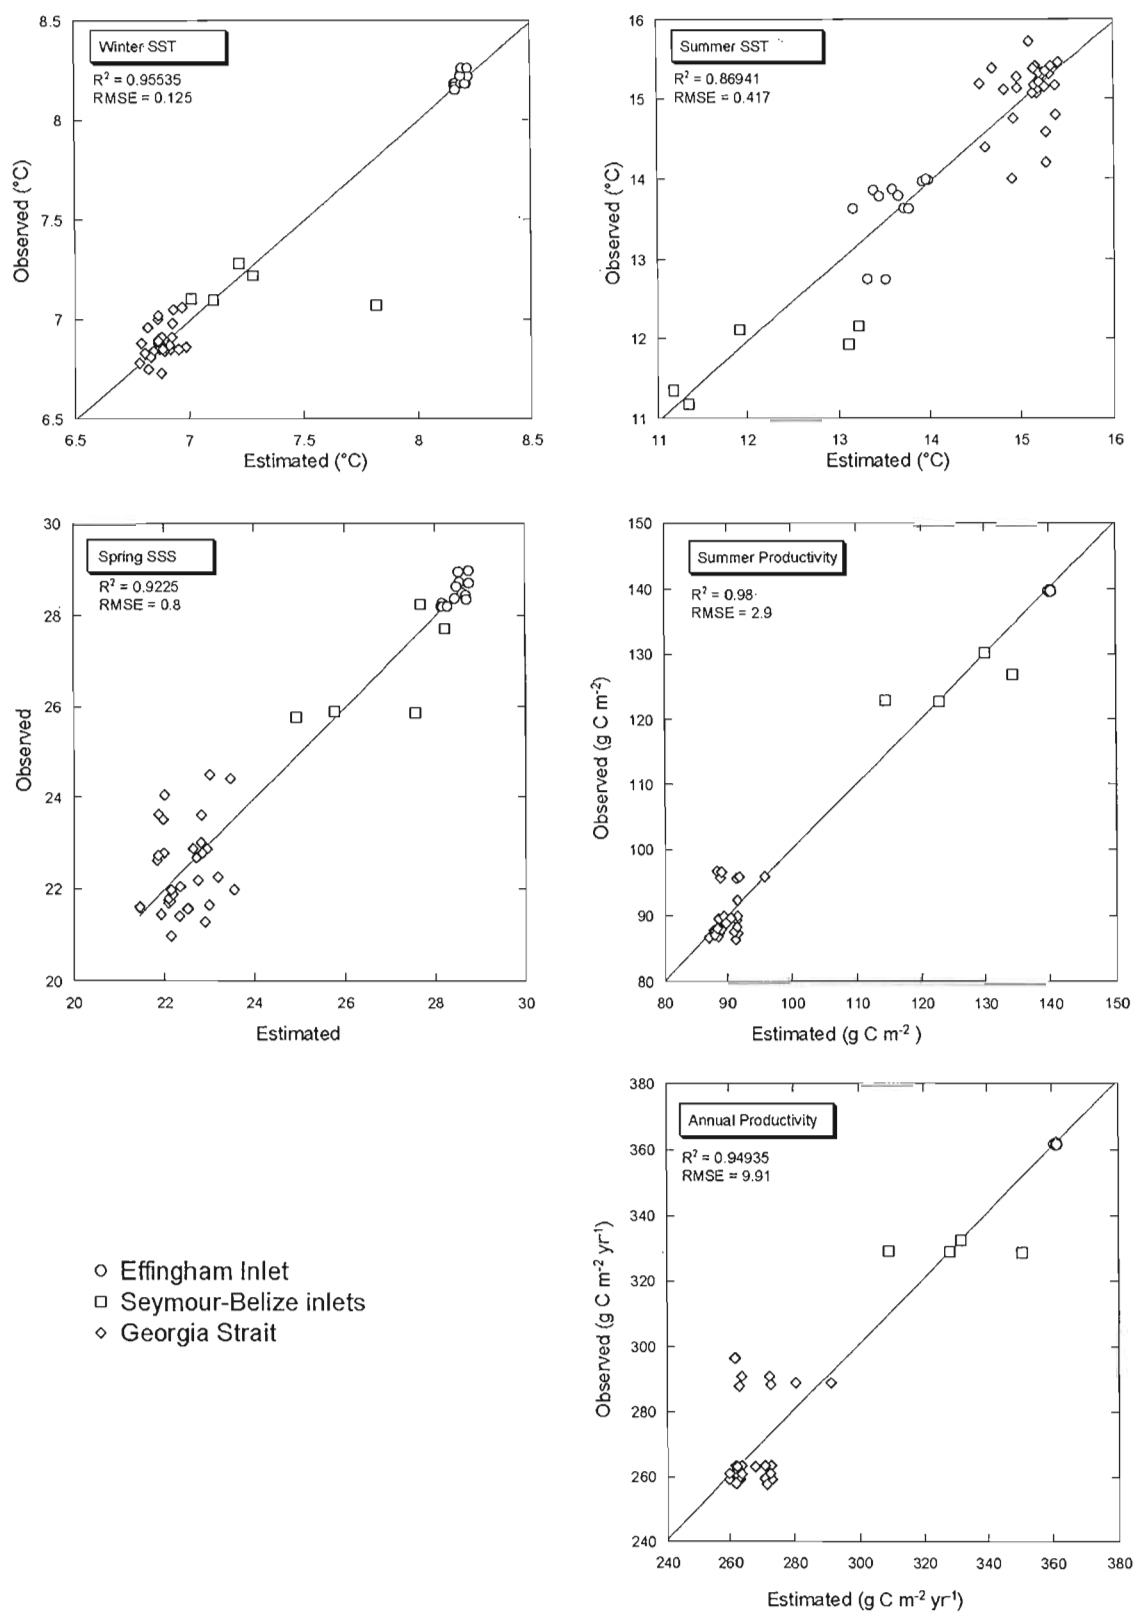 Winter SST
R² = 0.95535
RMSE = 0.125
8.5
8
7.5
7
6.5
6.5 7 7.5 8 8.5
Observed (°C)
Estimated (°C)
Summer SST
R² = 0.86941
RMSE = 0.417
16
15
14
13
12
11
11 12 13 14 15 16
Observed (°C)
Estimated (°C)
Spring SSS
R² = 0.9225
RMSE = 0.8
30
28
26
24
22
20
20 22 24 26 28 30
Observed
Estimated
Summer Productivity
R² = 0.98
RMSE = 2.9
150
140
130
120
110
100
90
80
80 90 100 110 120 130 140 150
Observed (g C m⁻²)
Estimated (g C m⁻² )
Annual Productivity
R² = 0.94935
RMSE = 9.91
380
360
340
320
300
280
260
240
240 260 280 300 320 340 360 380
Observed (g C m⁻² yr⁻¹)
Estimated (g C m⁻² yr⁻¹)
Effingham Inlet
Seymour-Belize inlets
Georgia Strait